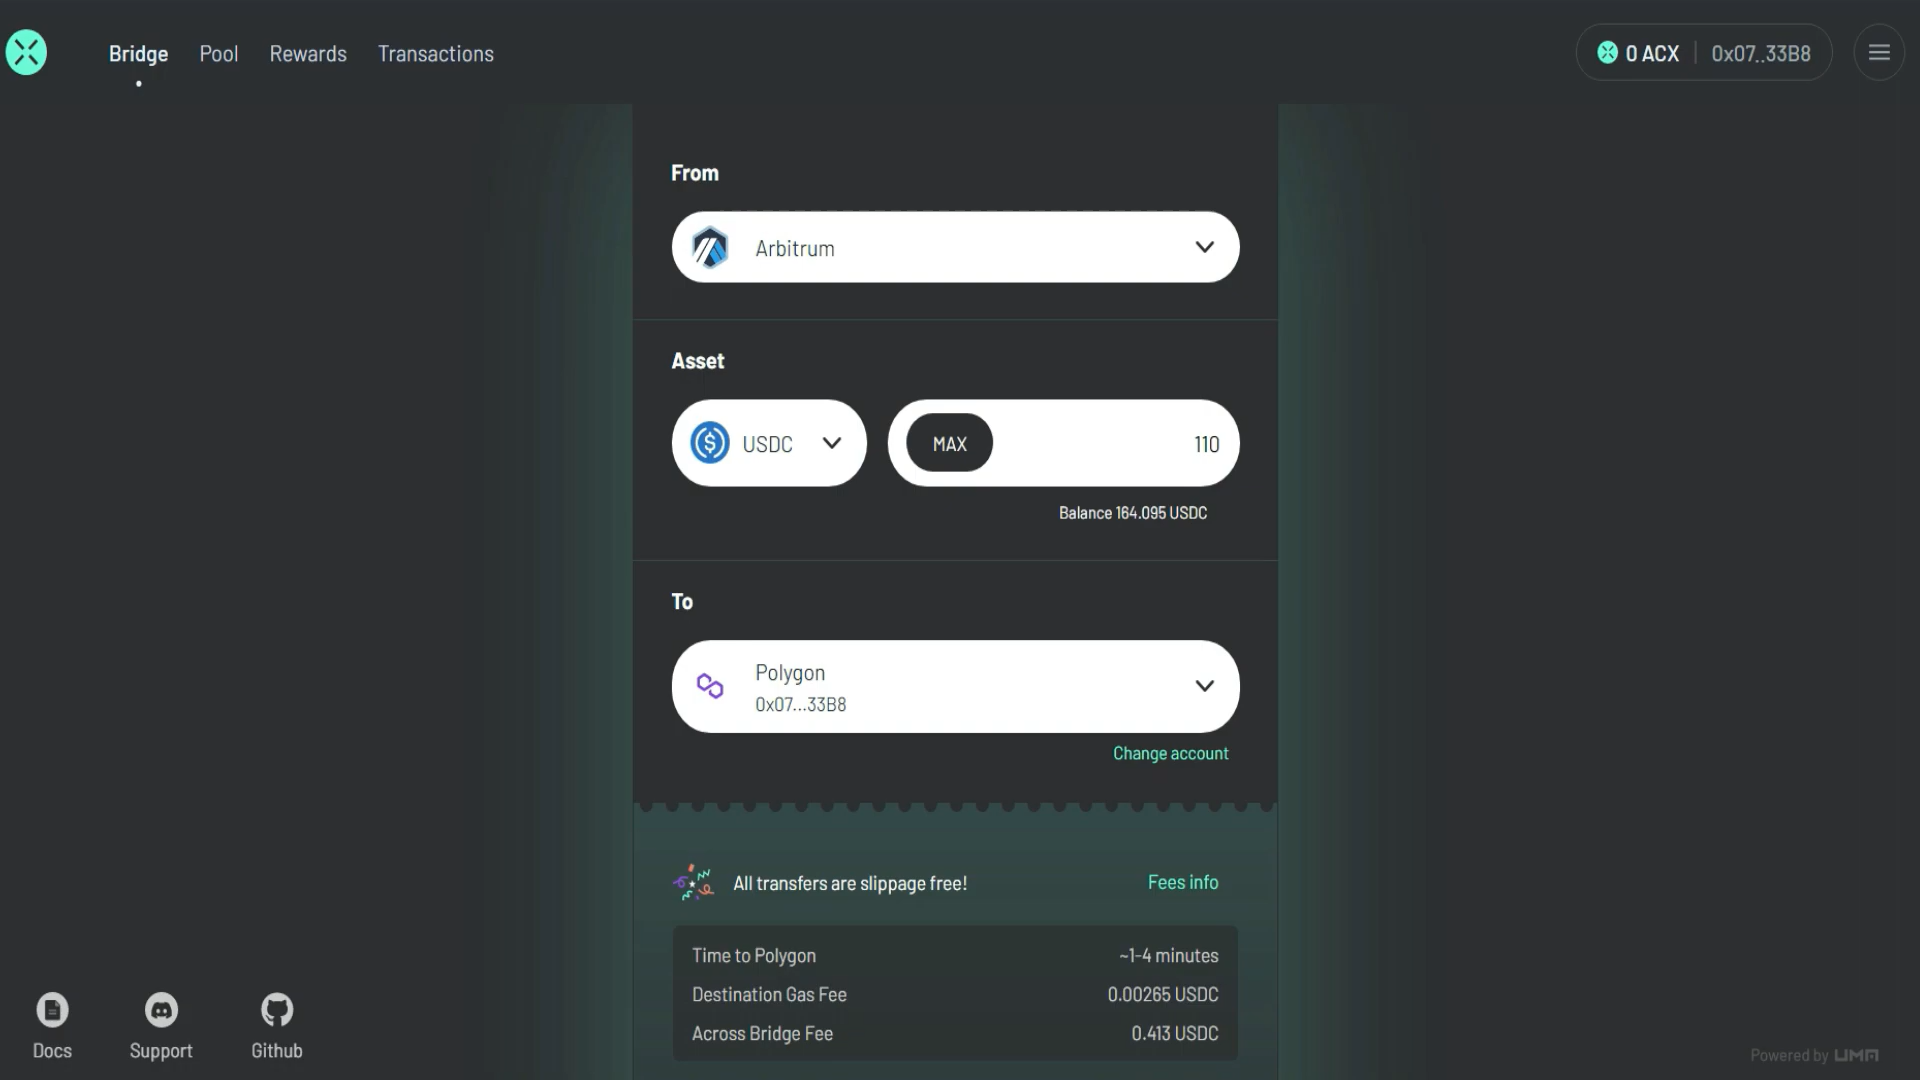 Bridge Pool Rewards Transactions 0 ACX 0x07..33B8
From
Arbitrum
Asset
USDC MAX 110
Balance 164.095 USDC
To
Polygon
0x07...33B8
Change account
All transfers are slippage free! Fees info
Time to Polygon ~1-4 minutes
Destination Gas Fee 0.00265 USDC
Across Bridge Fee 0.413 USDC
Docs Support Github
Powered by UMA